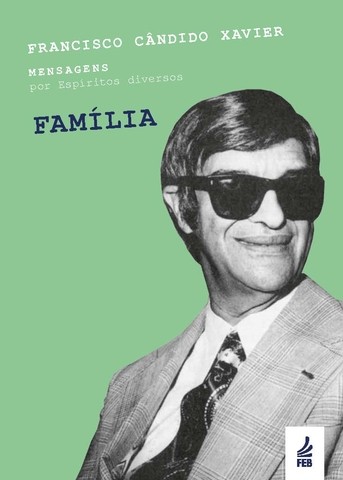 FRANCISCO CÂNDIDO XAVIER
MENSAGENS
por Espíritos diversos
FAMÍLIA
FEB